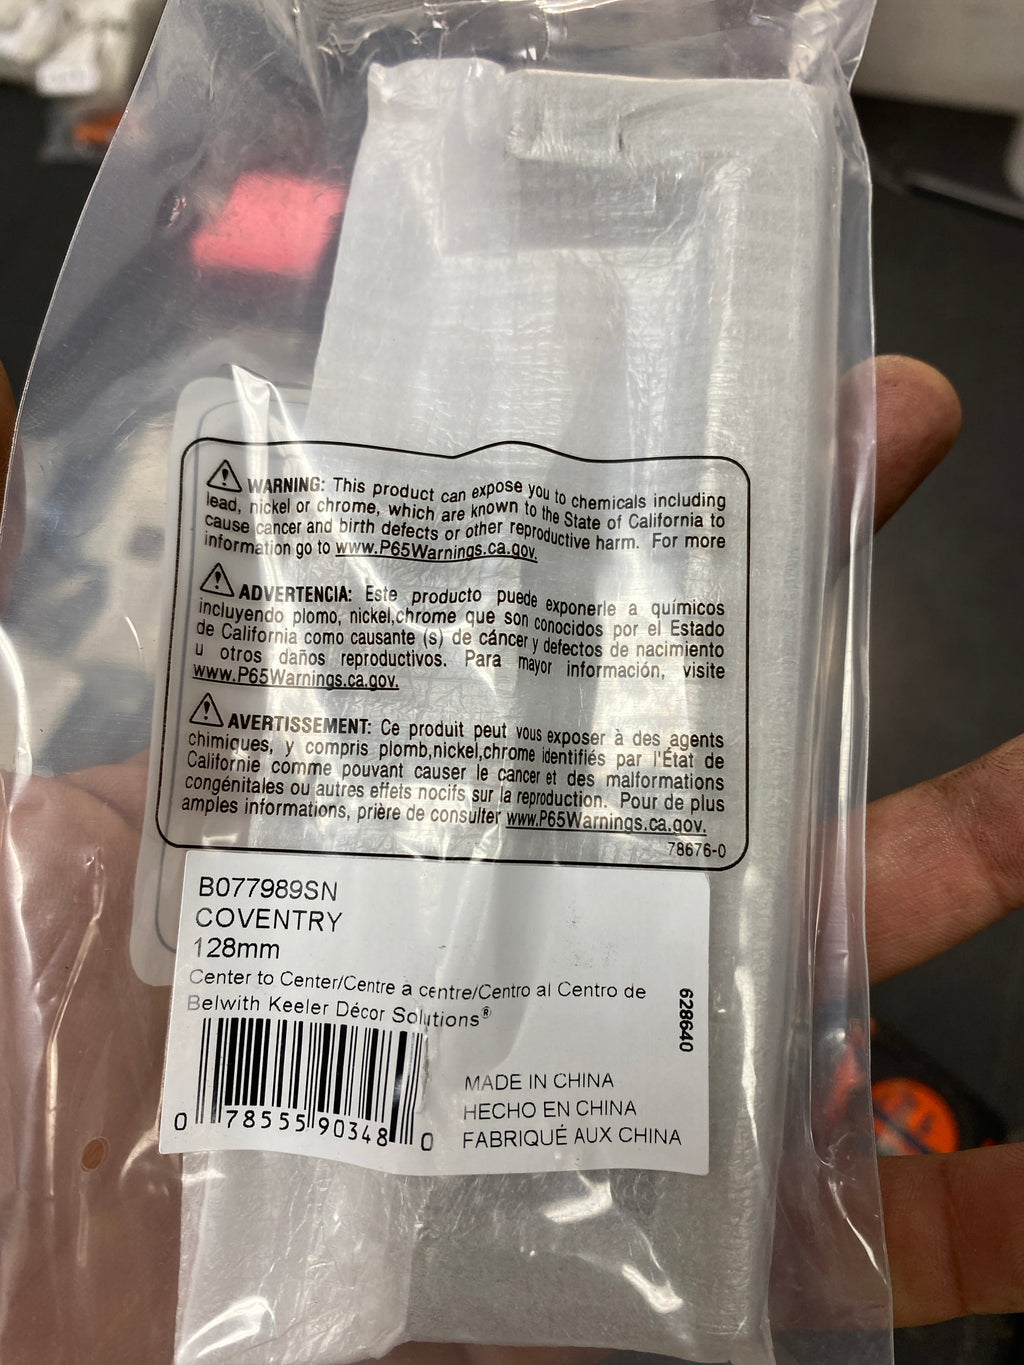 WARNING: This product can expose you to chemicals including
lead, nickel or chrome, which are known to the State of California to
cause cancer and birth defects or other reproductive harm. For more
information go to www.P65Warnings.ca.gov.
ADVERTENCIA: Este producto puede exponerle a químicos
incluyendo plomo, nickel,chrome que son conocidos por el Estado
de California como causante (s) de cáncer y defectos de nacimiento
u otros daños reproductivos. Para mayor información, visite
www.P65Warnings.ca.gov.
AVERTISSEMENT: Ce produit peut vous exposer à des agents
chimiques, y compris plomb,nickel,chrome identifiés par l'État de
Californie comme pouvant causer le cancer et des malformations
congénitales ou autres effets nocifs sur la reproduction. Pour de plus
amples informations, prière de consulter www.P65Warnings.ca.gov.
78676-0
B077989SN
COVENTRY
128mm
Center to Center/Centre à centre/Centro al Centro de
Belwith Keeler Décor Solutions®
628640
MADE IN CHINA
HECHO EN CHINA
FABRIQUÉ AUX CHINA
0 78555 90348 0